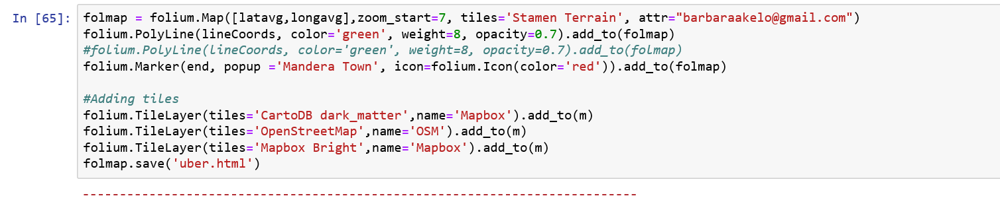 In [65]: folmap = folium.Map([latavg,longavg],zoom_start=7, tiles='Stamen Terrain', attr="barbaraakelo@gmail.com")
folium.PolyLine(lineCoords, color='green', weight=8, opacity=0.7).add_to(folmap)
#folium.PolyLine(lineCoords, color='green', weight=8, opacity=0.7).add_to(folmap)
folium.Marker(end, popup ='Mandera Town', icon=folium.Icon(color='red')).add_to(folmap)
#Adding tiles
folium.TileLayer(tiles='CartoDB dark_matter',name='Mapbox').add_to(m)
folium.TileLayer(tiles='OpenStreetMap',name='OSM').add_to(m)
folium.TileLayer(tiles='Mapbox Bright',name='Mapbox').add_to(m)
folmap.save('uber.html')
---------------------------------------------------------------------------